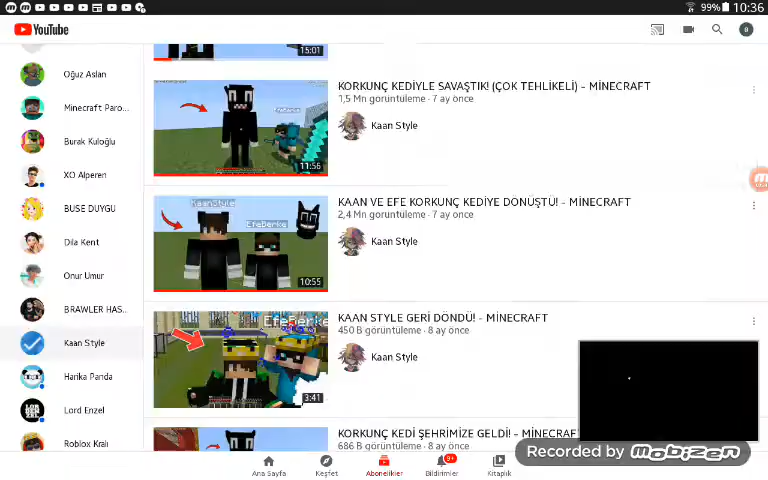 99% 10:36
YouTube
15:01
Oğuz Aslan
Minecraft Paro...
Burak Kuloğlu
XO Alperen
BUSE DUYGU
Dila Kent
Onur Umur
BRAWLER HAS...
Kaan Style
Harika Panda
LORD ENZEL
Lord Enzel
Roblox Kralı
KORKUNÇ KEDİYLE SAVAŞTIK! (ÇOK TEHLİKELİ) - MİNECRAFT
1,5 Mn görüntüleme · 7 ay önce
Kaan Style
11:56
KAAN VE EFE KORKUNÇ KEDİYE DÖNÜŞTÜ! - MİNECRAFT
2,4 Mn görüntüleme · 7 ay önce
Kaan Style
KaanStyle
EfeBerke
10:55
KAAN STYLE GERİ DÖNDÜ! - MİNECRAFT
450 B görüntüleme · 8 ay önce
Kaan Style
EfeBerke
3:41
KORKUNÇ KEDİ ŞEHRİMİZE GELDİ! - MİNECRAF
686 B görüntüleme · 8 ay önce
Ana Sayfa
Keşfet
Abonelikler
9+
Bildirimler
Kitaplık
Recorded by mobizen